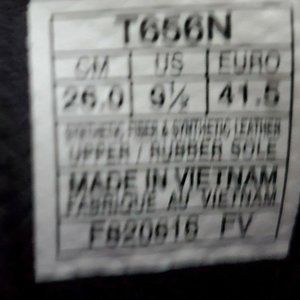 T656N
CM US EURO
26.0 9½ 41.5
SYNTHETIC, FIBER & SYNTHETIC LEATHER
UPPER / RUBBER SOLE
MADE IN VIETNAM
FABRIQUE AU VIETNAM
F820616 FV